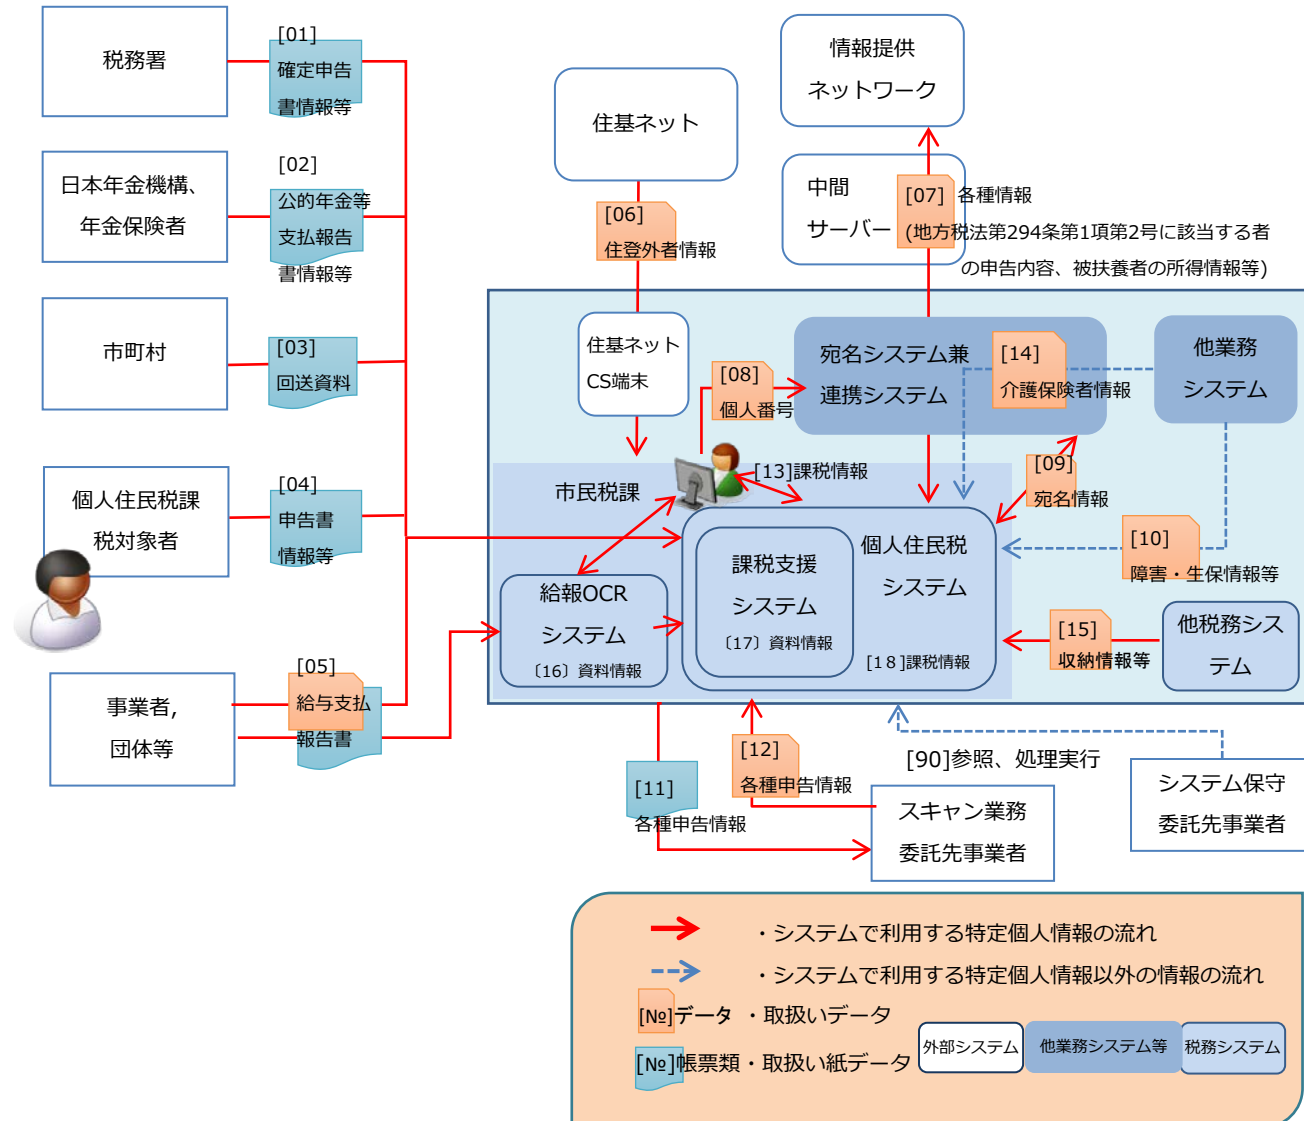 税務署
[01]
確定申告
書情報等
日本年金機構、
年金保険者
[02]
公的年金等
支払報告
書情報等
市町村
[03]
回送資料
個人住民税課
税対象者
[04]
申告書
情報等
事業者,
団体等
[05]
給与支払
報告書
住基ネット
[06]
住登外者情報
情報提供
ネットワーク
中間
サーバー
[07] 各種情報
(地方税法第294条第1項第2号に該当する者
の申告内容、被扶養者の所得情報等)
住基ネット
CS端末
[08]
個人番号
宛名システム兼
連携システム
[14]
介護保険者情報
他業務
システム
市民税課
[13]課税情報
[09]
宛名情報
[10]
障害・生保情報等
給報OCR
システム
〔16〕資料情報
課税支援
システム
〔17〕資料情報
個人住民税
システム
[18]課税情報
[15]
収納情報等
他税務シス
テム
[11]
各種申告情報
[12]
各種申告情報
スキャン業務
委託先事業者
[90]参照、処理実行
システム保守
委託先事業者
・システムで利用する特定個人情報の流れ
・システムで利用する特定個人情報以外の情報の流れ
[№]データ ・取扱いデータ
[№]帳票類・取扱い紙データ
外部システム
他業務システム等
税務システム